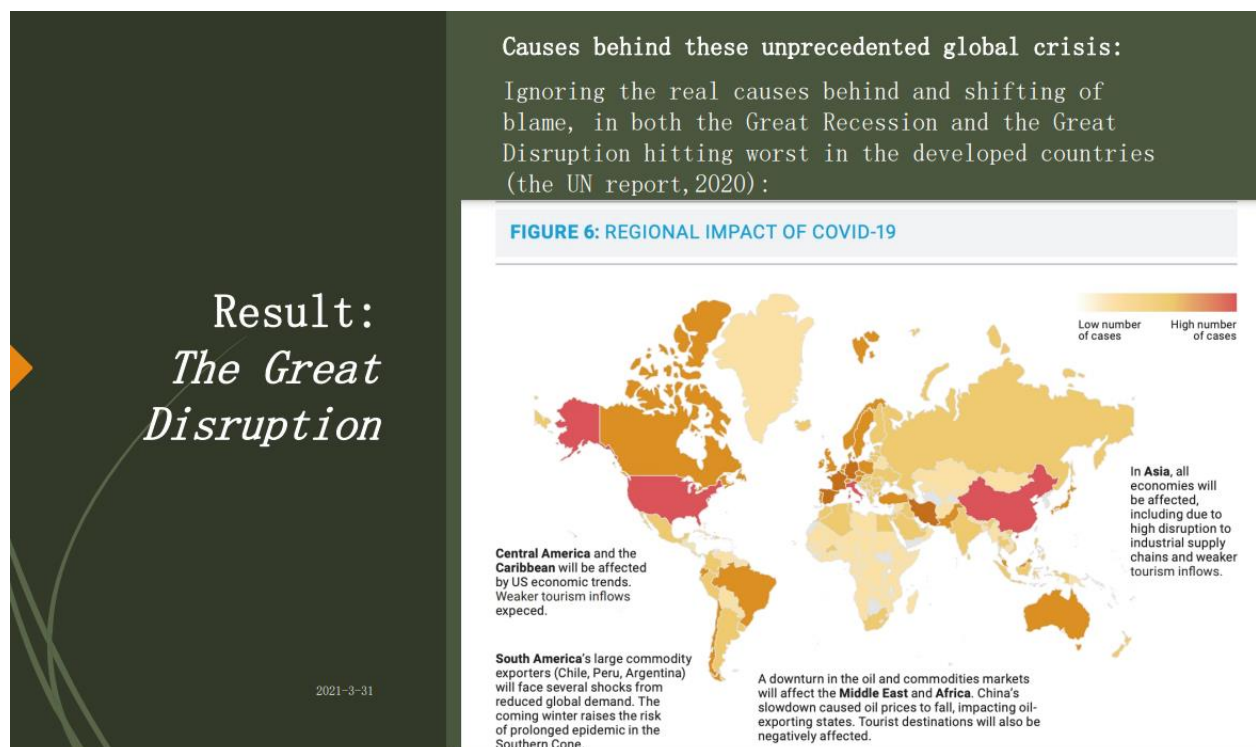 Causes behind these unprecedented global crisis:
Ignoring the real causes behind and shifting of
blame, in both the Great Recession and the Great
Disruption hitting worst in the developed countries
(the UN report,2020):
Result:
The Great
Disruption
2021-3-31
FIGURE 6: REGIONAL IMPACT OF COVID-19
Low number
of cases
High number
of cases
In Asia, all
economies will
be affected,
including due to
high disruption to
industrial supply
chains and weaker
tourism inflows.
Central America and the
Caribbean will be affected
by US economic trends.
Weaker tourism inflows
expeced.
South America's large commodity
exporters (Chile, Peru, Argentina)
will face several shocks from
reduced global demand. The
coming winter raises the risk
of prolonged epidemic in the
Southern Cone...
A downturn in the oil and commodities markets
will affect the Middle East and Africa. China's
slowdown caused oil prices to fall, impacting oil-
exporting states. Tourist destinations will also be
negatively affected.